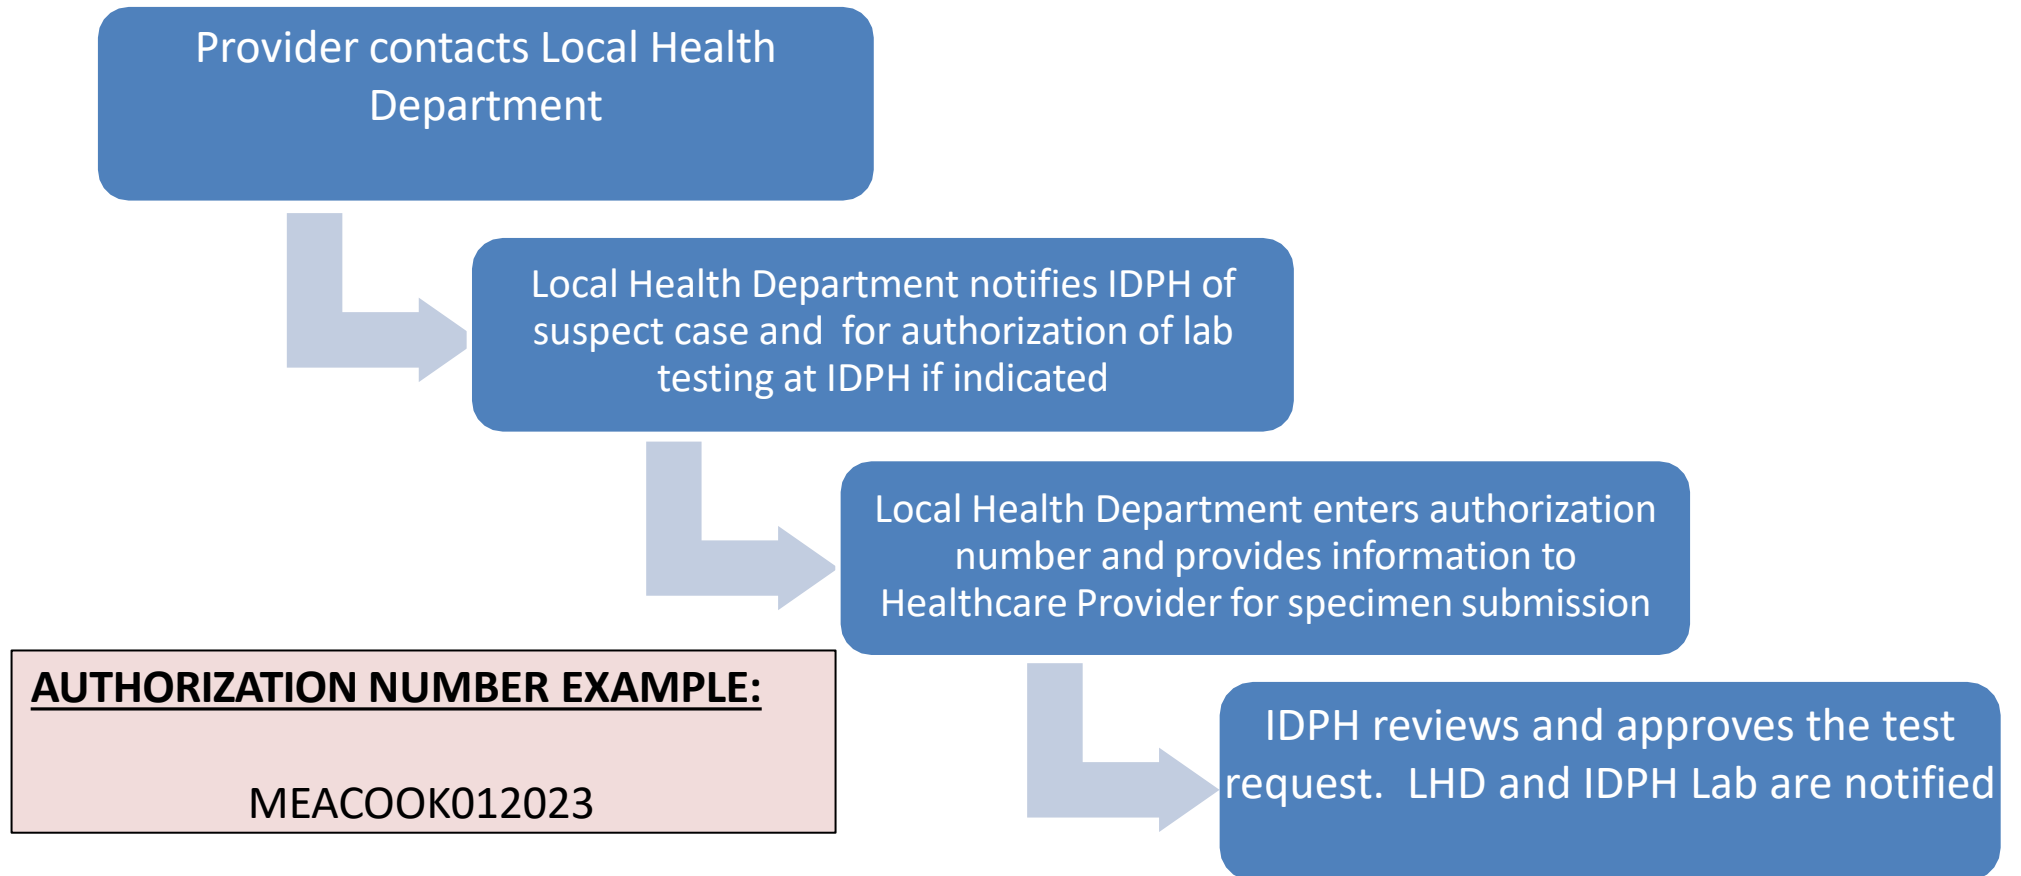 Provider contacts Local Health
Department
Local Health Department notifies IDPH of
suspect case and  for authorization of lab
testing at IDPH if indicated
Local Health Department enters authorization
number and provides information to
Healthcare Provider for specimen submission
AUTHORIZATION NUMBER EXAMPLE:
MEACOOK012023
IDPH reviews and approves the test
request.  LHD and IDPH Lab are notified